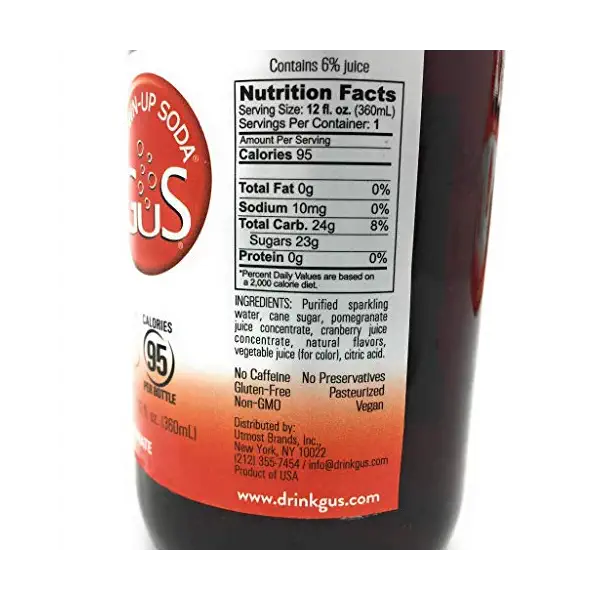 Contains 6% juice
Nutrition Facts
Serving Size: 12 fl. oz. (360mL)
Servings Per Container: 1
Amount Per Serving
Calories 95
Total Fat 0g 0%
Sodium 10mg 0%
Total Carb. 24g 8%
Sugars 23g
Protein 0g 0%
*Percent Daily Values are based on
a 2,000 calorie diet.
INGREDIENTS: Purified sparkling
water, cane sugar, pomegranate
juice concentrate, cranberry juice
concentrate, natural flavors,
vegetable juice (for color), citric acid.
No Caffeine No Preservatives
Gluten-Free Pasteurized
Non-GMO Vegan
Distributed by:
Utmost Brands, Inc.,
New York, NY 10022
(212) 355-7454 / info@drinkgus.com
Product of USA
www.drinkgus.com
-UP SODA®
GuS®
CALORIES
95
PER BOTTLE
fl. oz. (360mL)